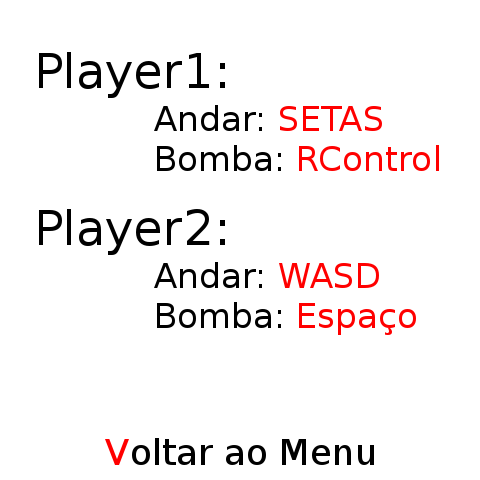 Player1:
Andar: SETAS
Bomba: RControl
Player2:
Andar: WASD
Bomba: Espaço
Voltar ao Menu